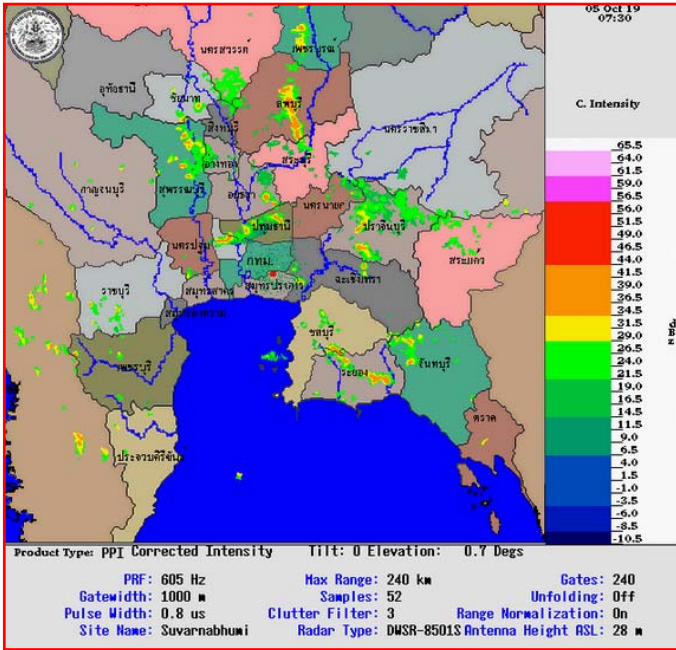 05 Oct 19
07:30
เพชรบูรณ์
นครสวรรค์
อุทัยธานี
ชัยนาท
ลพบุรี
สิงหบุรี
นครราชสีมา
อ่างทอง
สระบุรี
กาญจนบุรี
สุพรรณบุรี
อยุธยา
นครนายก
ปทุมธานี
ปราจีนบุรี
นครปฐม
กทม.
สระแก้ว
ราชบุรี
สมุทรสาคร
สมุทรปราการ
ฉะเชิงเทรา
สมุทรสงคราม
ชลบุรี
เพชรบุรี
ระยอง
จันทบุรี
ตราด
ประจวบคีรีขันธ์
C. Intensity
65.5
64.0
61.5
59.0
56.5
56.0
51.5
49.0
46.5
44.0
41.5
39.0
36.5
34.5
31.5
29.0
26.5
24.0
21.5
19.0
16.5
14.5
11.5
9.0
6.5
4.0
1.5
-1.0
-3.5
-6.0
-8.5
-10.5
Product Type: PPI Corrected Intensity Tilt: 0 Elevation: 0.7 Degs
PRF: 605 Hz Max Range: 240 km Gates: 240
Gatewidth: 1000 m Samples: 52 Unfolding: Off
Pulse Width: 0.8 us Clutter Filter: 3 Range Normalization: On
Site Name: Suvarnabhumi Radar Type: DWSR-8501S Antenna Height ASL: 28 m